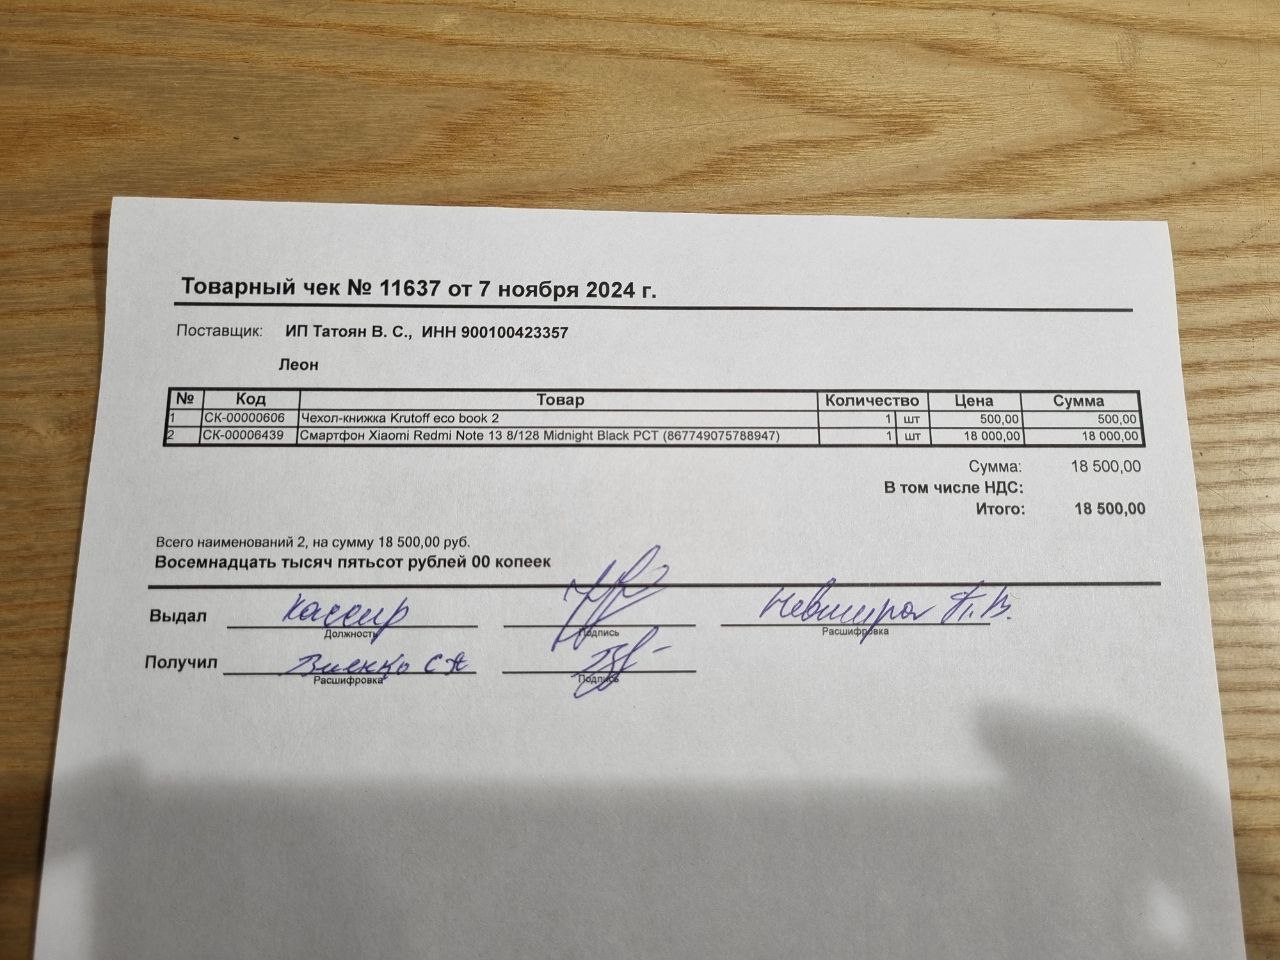 Товарный чек № 11637 от 7 ноября 2024 г.
Поставщик: ИП Татоян В. С., ИНН 900100423357
Леон
№ Код Товар Количество Цена Сумма
1 СК-00000606 Чехол-книжка Krutoff eco book 2 1 шт 500,00 500,00
2 СК-00006439 Смартфон Xiaomi Redmi Note 13 8/128 Midnight Black РСТ (867749075788947) 1 шт 18 000,00 18 000,00
Сумма: 18 500,00
В том числе НДС:
Итого: 18 500,00
Всего наименований 2, на сумму 18 500,00 руб.
Восемнадцать тысяч пятьсот рублей 00 копеек
Выдал Кассир
Должность Подпись Расшифровка
Получил
Расшифровка Подпись